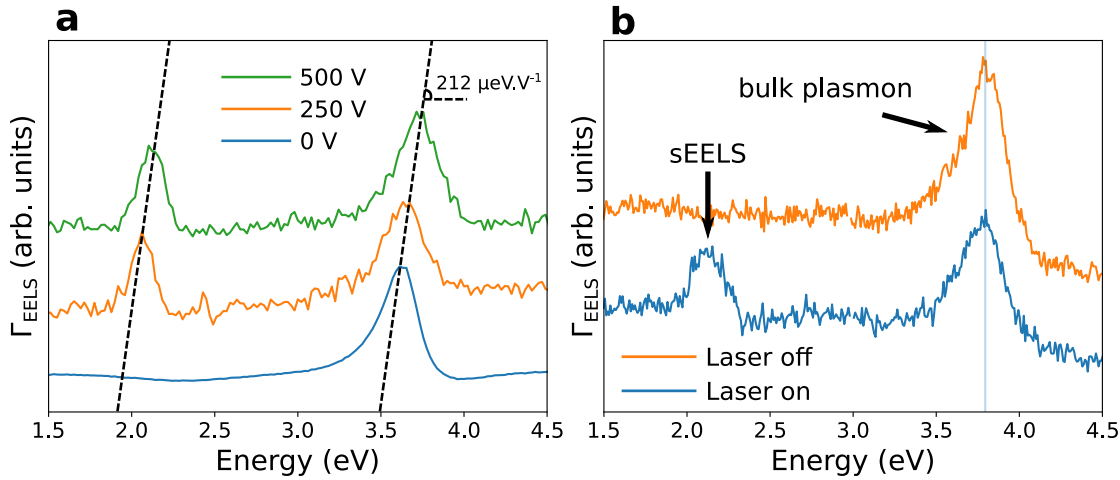 a
500 V
250 V
0 V
212 μeV.V⁻¹
Γ_EELS (arb. units)
1.5 2.0 2.5 3.0 3.5 4.0 4.5
Energy (eV)
b
bulk plasmon
sEELS
Laser off
Laser on
Γ_EELS (arb. units)
1.5 2.0 2.5 3.0 3.5 4.0 4.5
Energy (eV)